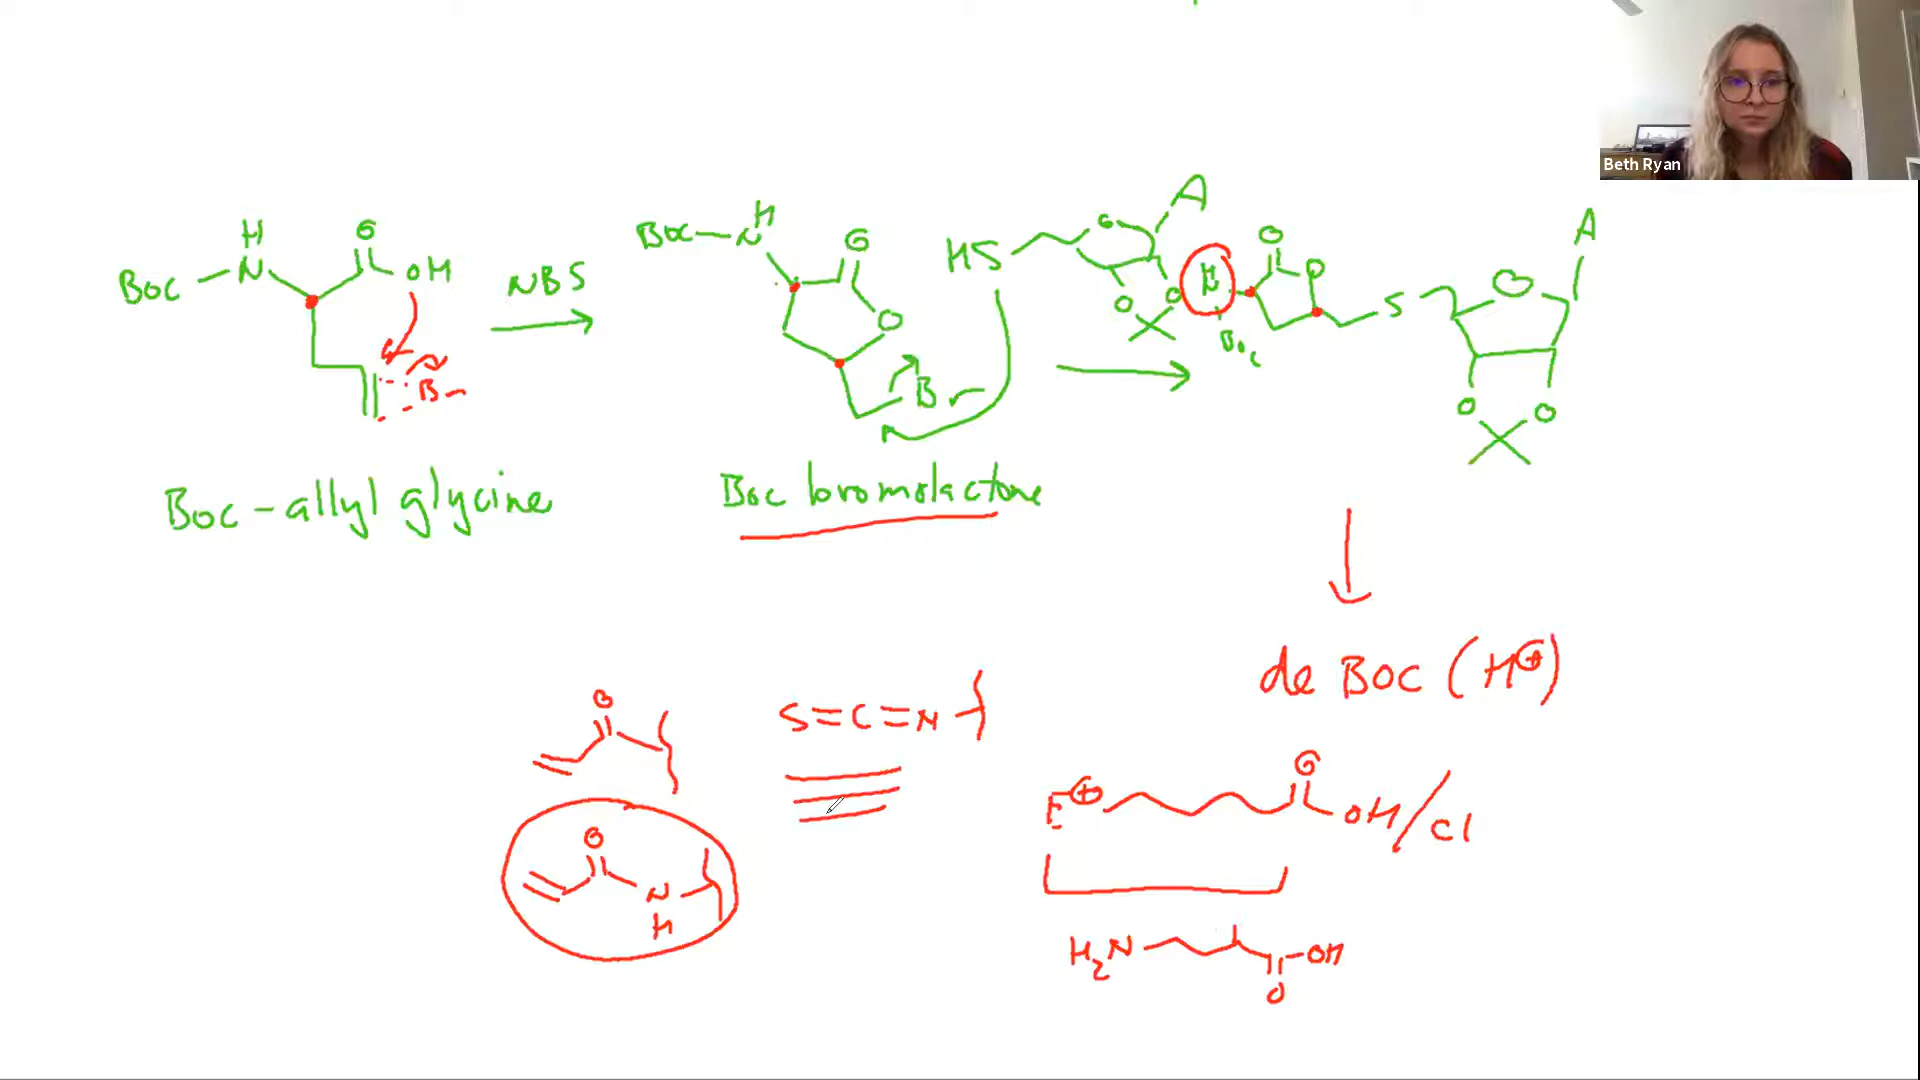 Beth Ryan
Boc-N H O OH
Br
NBS
Boc-N H O O Br
HS O A O O
H N Boc O O S O A O O
Boc-allyl glycine
Boc bromolactone
de Boc (H⊕)
O
S=C=N
E⊕ O OH/Cl
O N H
H2N OH O